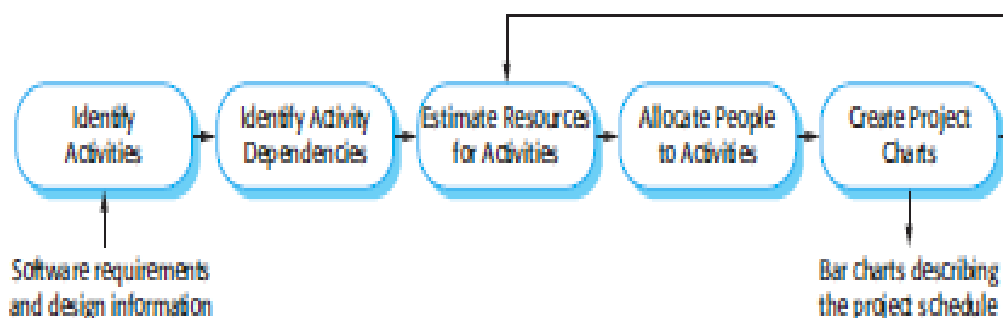 Identify
Activities
Identify Activity
Dependencies
Estimate Resources
for Activities
Allocate People
to Activities
Create Project
Charts
Software requirements
and design information
Bar charts describing
the project schedule